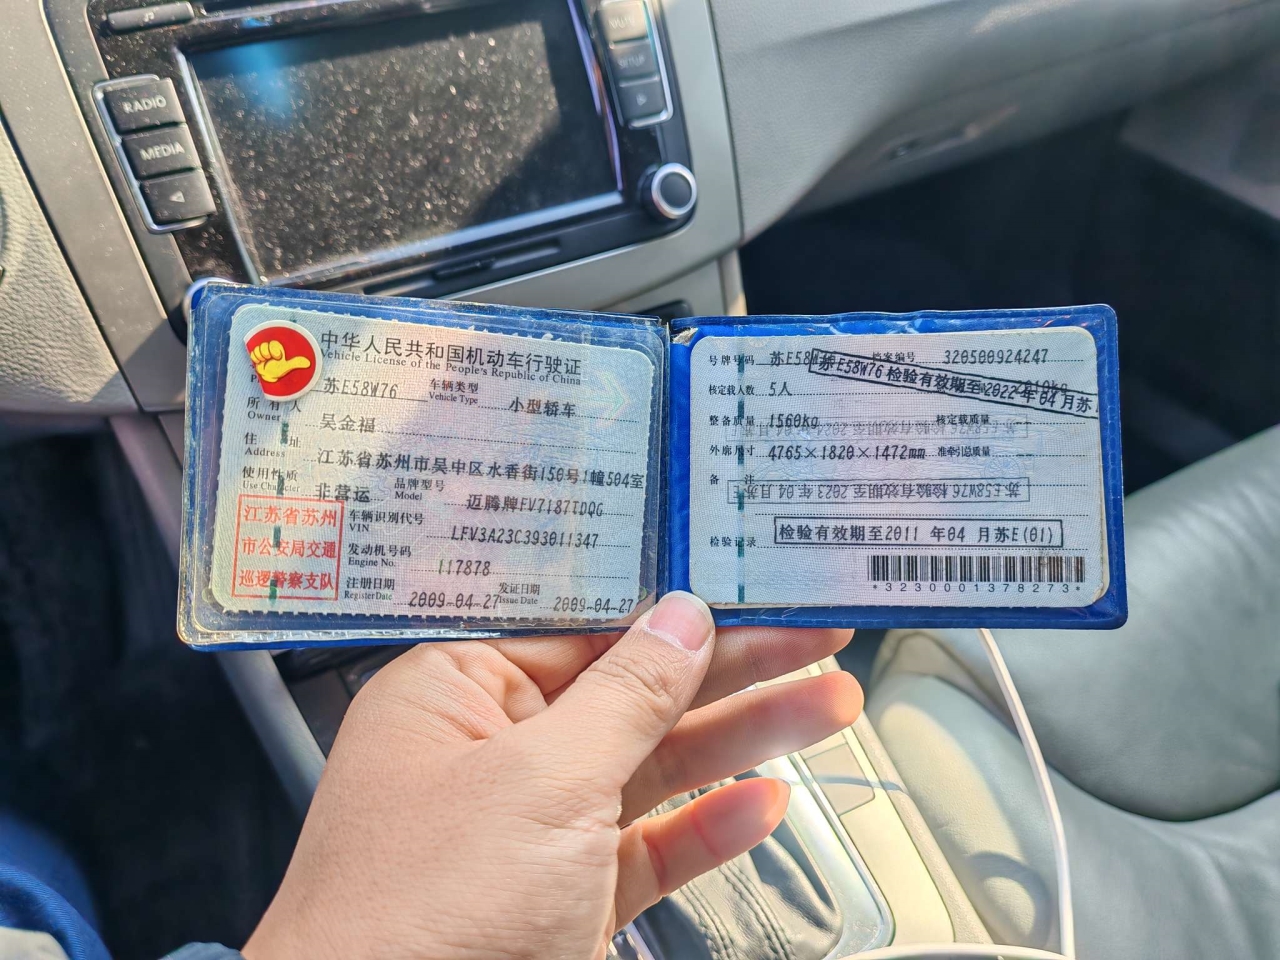 RADIO
MEDIA
SETUP
中华人民共和国机动车行驶证
Vehicle License of the People's Republic of China
苏E58W76
车辆类型
Vehicle Type
小型轿车
所有人
Owner
吴金福
住址
Address
江苏省苏州市吴中区水香街150号1幢504室
使用性质
Use Character
非营运
品牌型号
Model
迈腾牌FV7187TDQG
江苏省苏州
市公安局交通
巡逻警察支队
车辆识别代号
VIN
LFV3A23C393011347
发动机号码
Engine No.
117878
注册日期
Register Date
2009-04-27
发证日期
Issue Date
2009-04-27
号牌号码
苏E58W
档案编号
320500924247
苏E58W76 检验有效期至2022年04月苏
核定载人数
5人
整备质量
1560kg
核定载质量
外廓尺寸
4765×1820×1472mm
准牵引总质量
备注
苏E58W76 检验有效期至 2023年04月苏
检验记录
检验有效期至2011 年04 月苏E(01)
*3230001378273*